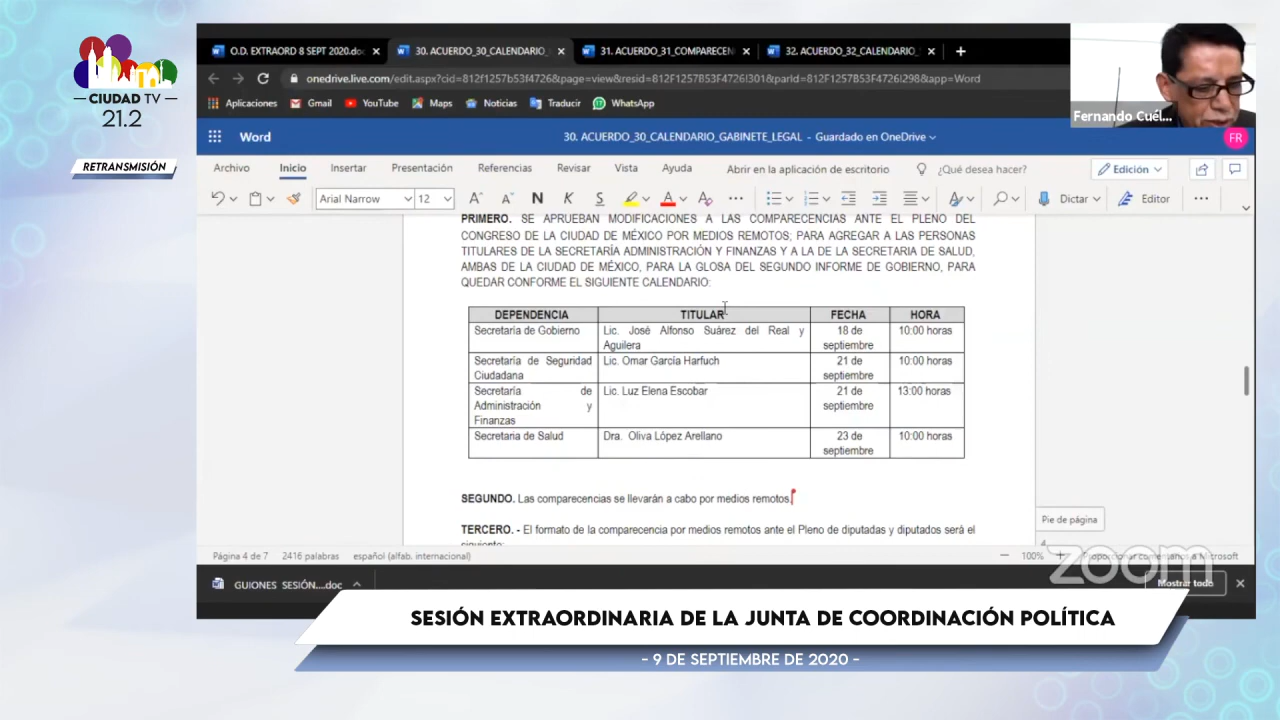 CIUDAD TV
21.2
RETRANSMISIÓN
O.D. EXTRAORD 8 SEPT 2020.doc
30. ACUERDO_30_CALENDARIO_
31. ACUERDO_31_COMPARECEN
32. ACUERDO_32_CALENDARIO_
onedrive.live.com/edit.aspx?cid=812f1257b53f4726&page=view&resid=812F1257B53F4726!301&parId=812F1257B53F4726!298&app=Word
Aplicaciones Gmail YouTube Maps Noticias Traducir WhatsApp
Fernando Cuél...
FR
Word 30. ACUERDO_30_CALENDARIO_GABINETE_LEGAL - Guardado en OneDrive
Archivo Inicio Insertar Presentación Referencias Revisar Vista Ayuda Abrir en la aplicación de escritorio ¿Qué desea hacer? Edición
Arial Narrow 12 N K S A Dictar Editor
PRIMERO. SE APRUEBAN MODIFICACIONES A LAS COMPARECENCIAS ANTE EL PLENO DEL
CONGRESO DE LA CIUDAD DE MÉXICO POR MEDIOS REMOTOS; PARA AGREGAR A LAS PERSONAS
TITULARES DE LA SECRETARÍA ADMINISTRACIÓN Y FINANZAS Y A LA DE LA SECRETARIA DE SALUD,
AMBAS DE LA CIUDAD DE MÉXICO, PARA LA GLOSA DEL SEGUNDO INFORME DE GOBIERNO, PARA
QUEDAR CONFORME EL SIGUIENTE CALENDARIO:
DEPENDENCIA TITULAR FECHA HORA
Secretaría de Gobierno Lic. José Alfonso Suárez del Real y Aguilera 18 de septiembre 10:00 horas
Secretaría de Seguridad Ciudadana Lic. Omar García Harfuch 21 de septiembre 10:00 horas
Secretaría de Administración y Finanzas Lic. Luz Elena Escobar 21 de septiembre 13:00 horas
Secretaria de Salud Dra. Oliva López Arellano 23 de septiembre 10:00 horas
SEGUNDO. Las comparecencias se llevarán a cabo por medios remotos.
TERCERO. - El formato de la comparecencia por medios remotos ante el Pleno de diputadas y diputados será el
siguiente:
Pie de página
Página 4 de 7 2416 palabras español (alfab. internacional) 100% Proporcionar comentarios a Microsoft
zoom
GUIONES SESIÓN....doc Mostrar todo
SESIÓN EXTRAORDINARIA DE LA JUNTA DE COORDINACIÓN POLÍTICA
- 9 DE SEPTIEMBRE DE 2020 -